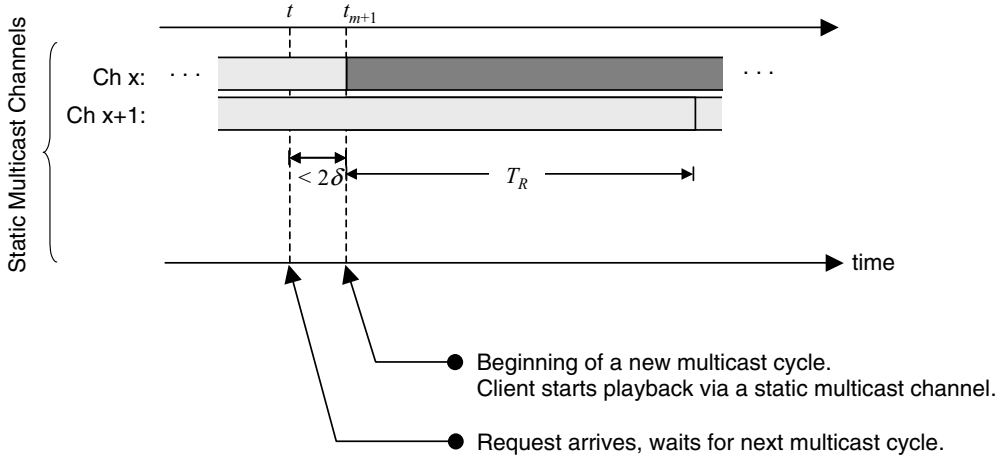 t
t_{m+1}
Static Multicast Channels
Ch x:
· · ·
· · ·
Ch x+1:
< 2δ
T_R
time
Beginning of a new multicast cycle.
Client starts playback via a static multicast channel.
Request arrives, waits for next multicast cycle.